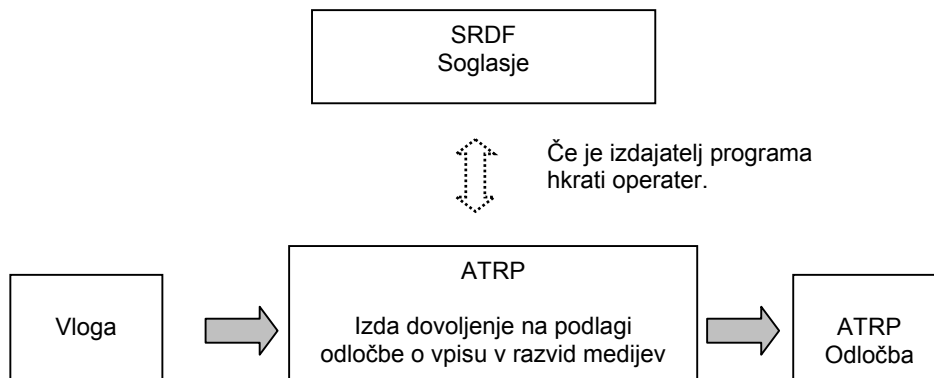 SRDF
Soglasje
Če je izdajatelj programa
hkrati operater.
Vloga
ATRP
Izda dovoljenje na podlagi
odločbe o vpisu v razvid medijev
ATRP
Odločba